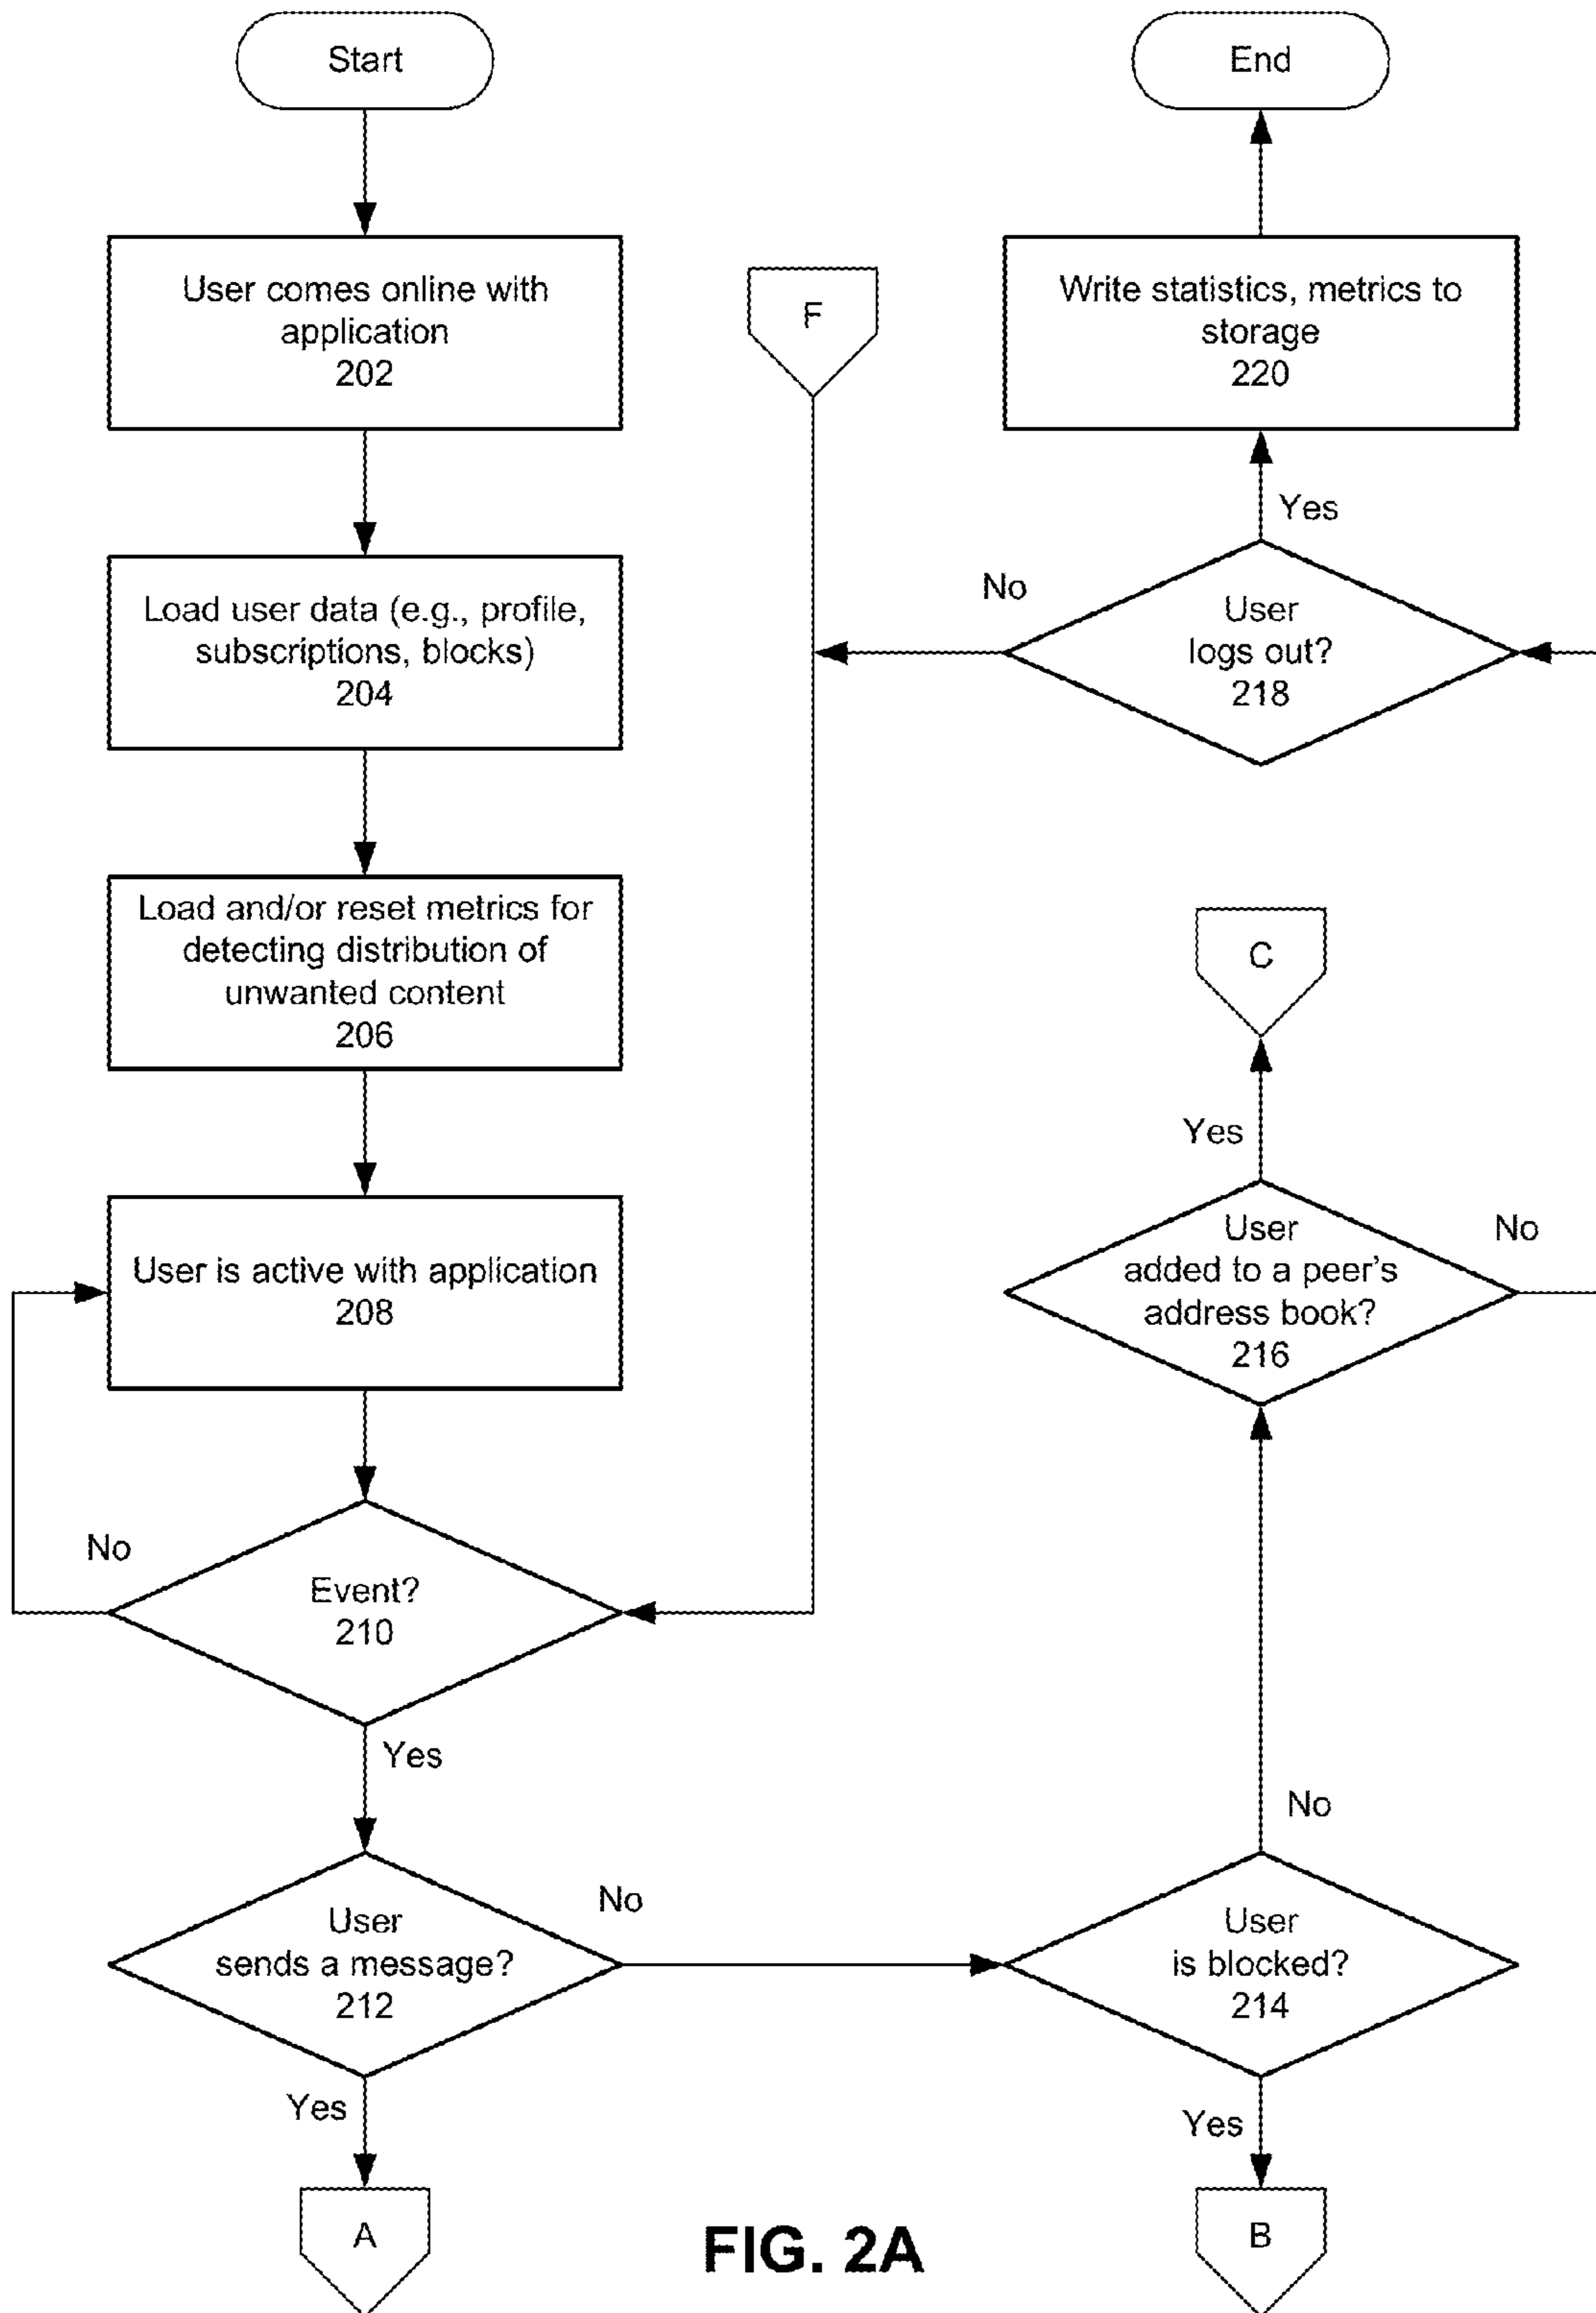 Start
User comes online with
application
202
Load user data (e.g., profile,
subscriptions, blocks)
204
Load and/or reset metrics for
detecting distribution of
unwanted content
206
User is active with application
208
No
Event?
210
Yes
User
sends a message?
212
No
Yes
A
F
End
Write statistics, metrics to
storage
220
Yes
No
User
logs out?
218
C
Yes
User
added to a peer's
address book?
216
No
No
User
is blocked?
214
Yes
B
FIG. 2A